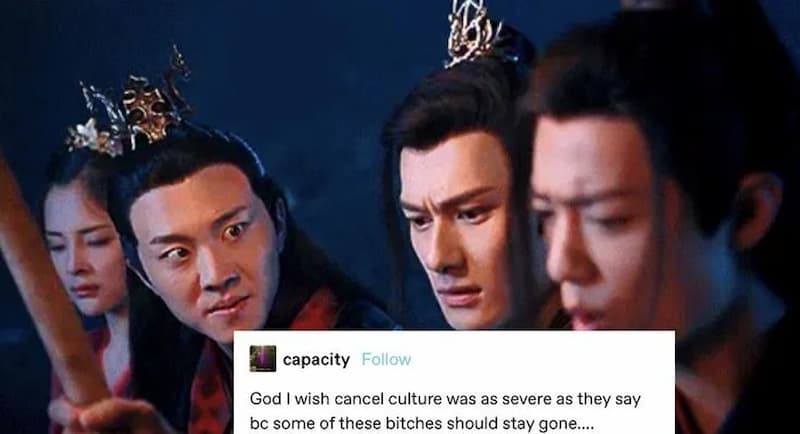 capacity Follow
God I wish cancel culture was as severe as they say
bc some of these bitches should stay gone....